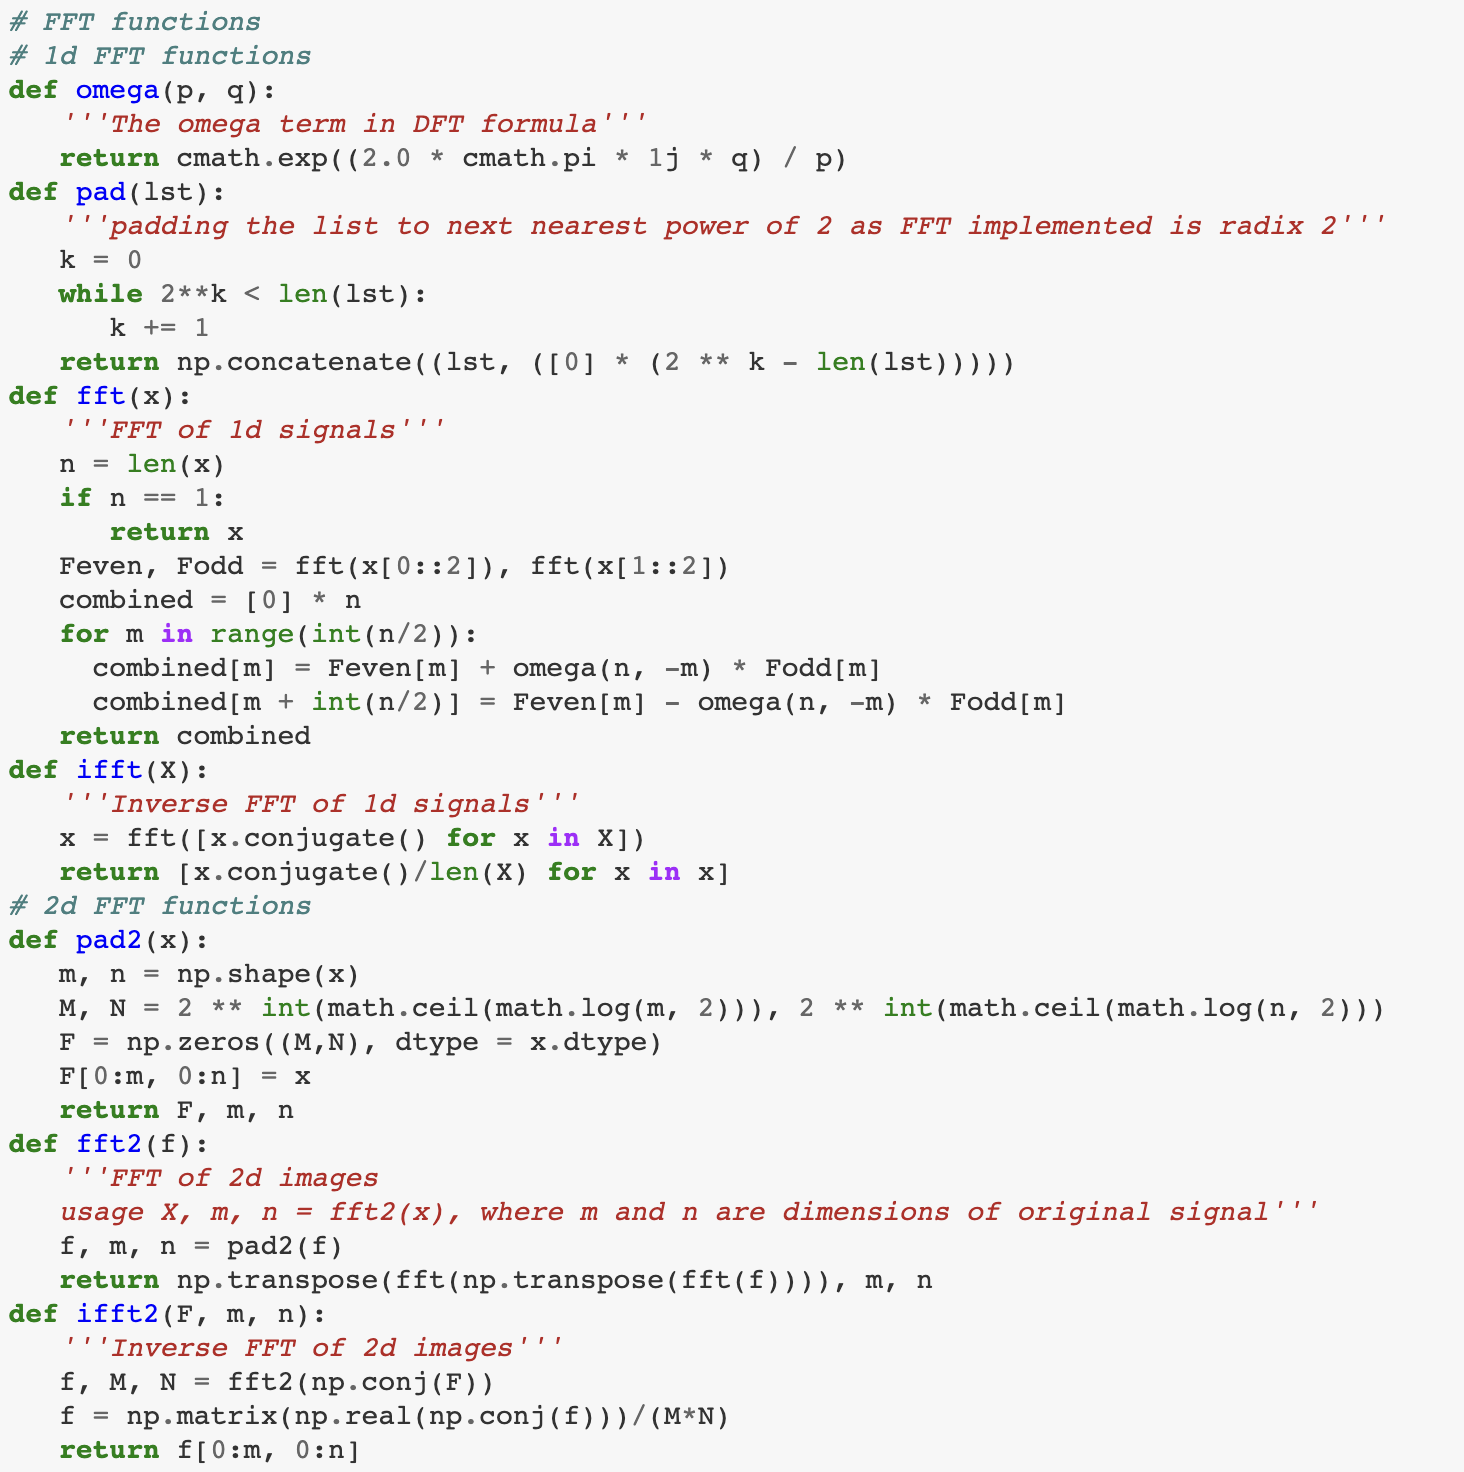 # FFT functions
# 1d FFT functions
def omega(p, q):
   '''The omega term in DFT formula'''
   return cmath.exp((2.0 * cmath.pi * 1j * q) / p)
def pad(lst):
   '''padding the list to next nearest power of 2 as FFT implemented is radix 2'''
   k = 0
   while 2**k < len(lst):
      k += 1
   return np.concatenate((lst, ([0] * (2 ** k - len(lst)))))
def fft(x):
   '''FFT of 1d signals'''
   n = len(x)
   if n == 1:
      return x
   Feven, Fodd = fft(x[0::2]), fft(x[1::2])
   combined = [0] * n
   for m in range(int(n/2)):
     combined[m] = Feven[m] + omega(n, -m) * Fodd[m]
     combined[m + int(n/2)] = Feven[m] - omega(n, -m) * Fodd[m]
   return combined
def ifft(X):
   '''Inverse FFT of 1d signals'''
   x = fft([x.conjugate() for x in X])
   return [x.conjugate()/len(X) for x in x]
# 2d FFT functions
def pad2(x):
   m, n = np.shape(x)
   M, N = 2 ** int(math.ceil(math.log(m, 2))), 2 ** int(math.ceil(math.log(n, 2)))
   F = np.zeros((M,N), dtype = x.dtype)
   F[0:m, 0:n] = x
   return F, m, n
def fft2(f):
   '''FFT of 2d images
   usage X, m, n = fft2(x), where m and n are dimensions of original signal'''
   f, m, n = pad2(f)
   return np.transpose(fft(np.transpose(fft(f)))), m, n
def ifft2(F, m, n):
   '''Inverse FFT of 2d images'''
   f, M, N = fft2(np.conj(F))
   f = np.matrix(np.real(np.conj(f)))/(M*N)
   return f[0:m, 0:n]